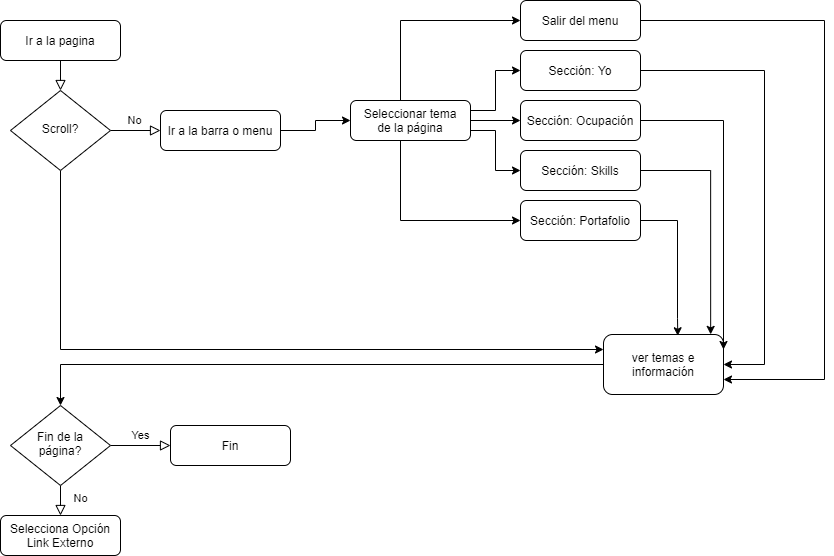 Ir a la pagina
Scroll?
No
Ir a la barra o menu
Seleccionar tema
de la página
Salir del menu
Sección: Yo
Sección: Ocupación
Sección: Skills
Sección: Portafolio
ver temas e
información
Fin de la
página?
Yes
Fin
No
Selecciona Opción
Link Externo